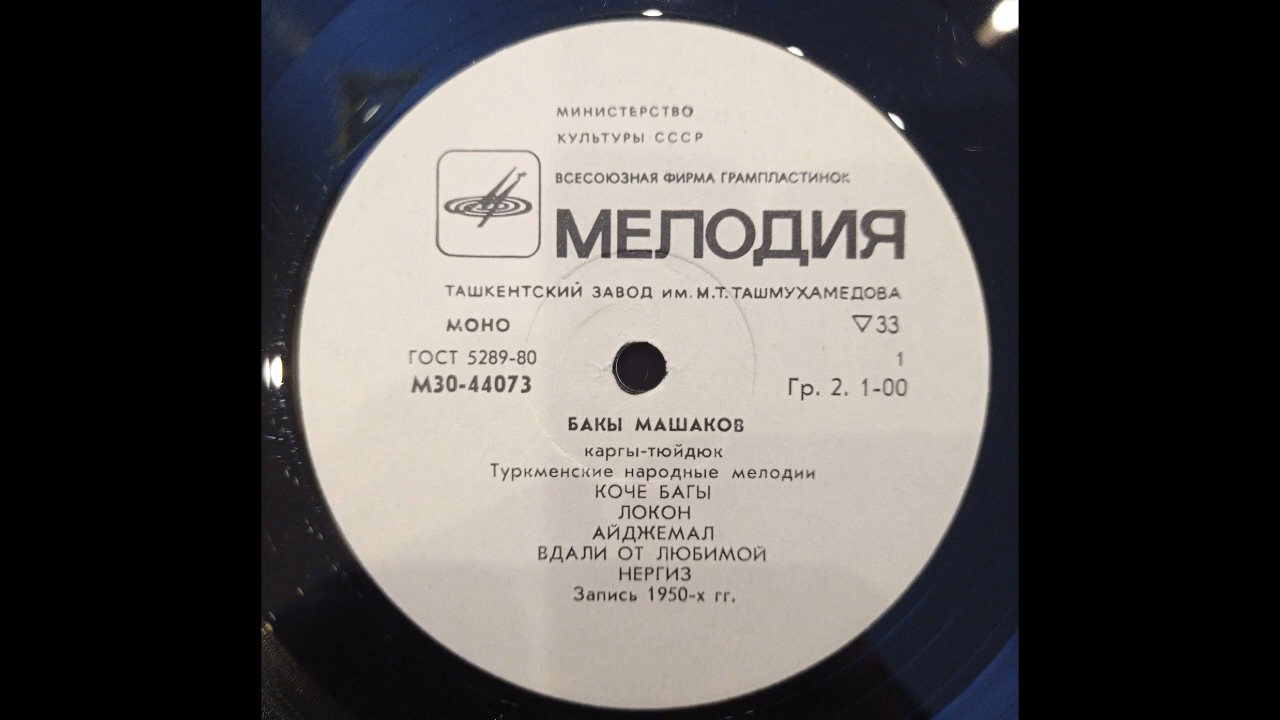 МИНИСТЕРСТВО
КУЛЬТУРЫ СССР
ВСЕСОЮЗНАЯ ФИРМА ГРАМПЛАСТИНОК
МЕЛОДИЯ
ТАШКЕНТСКИЙ ЗАВОД им. М.Т. ТАШМУХАМЕДОВА
МОНО ▽33
ГОСТ 5289-80 1
М30-44073 Гр. 2. 1-00
БАКЫ МАШАКОВ
каргы-тюйдюк
Туркменские народные мелодии
КОЧЕ БАГЫ
ЛОКОН
АЙДЖЕМАЛ
ВДАЛИ ОТ ЛЮБИМОЙ
НЕРГИЗ
Запись 1950-х гг.